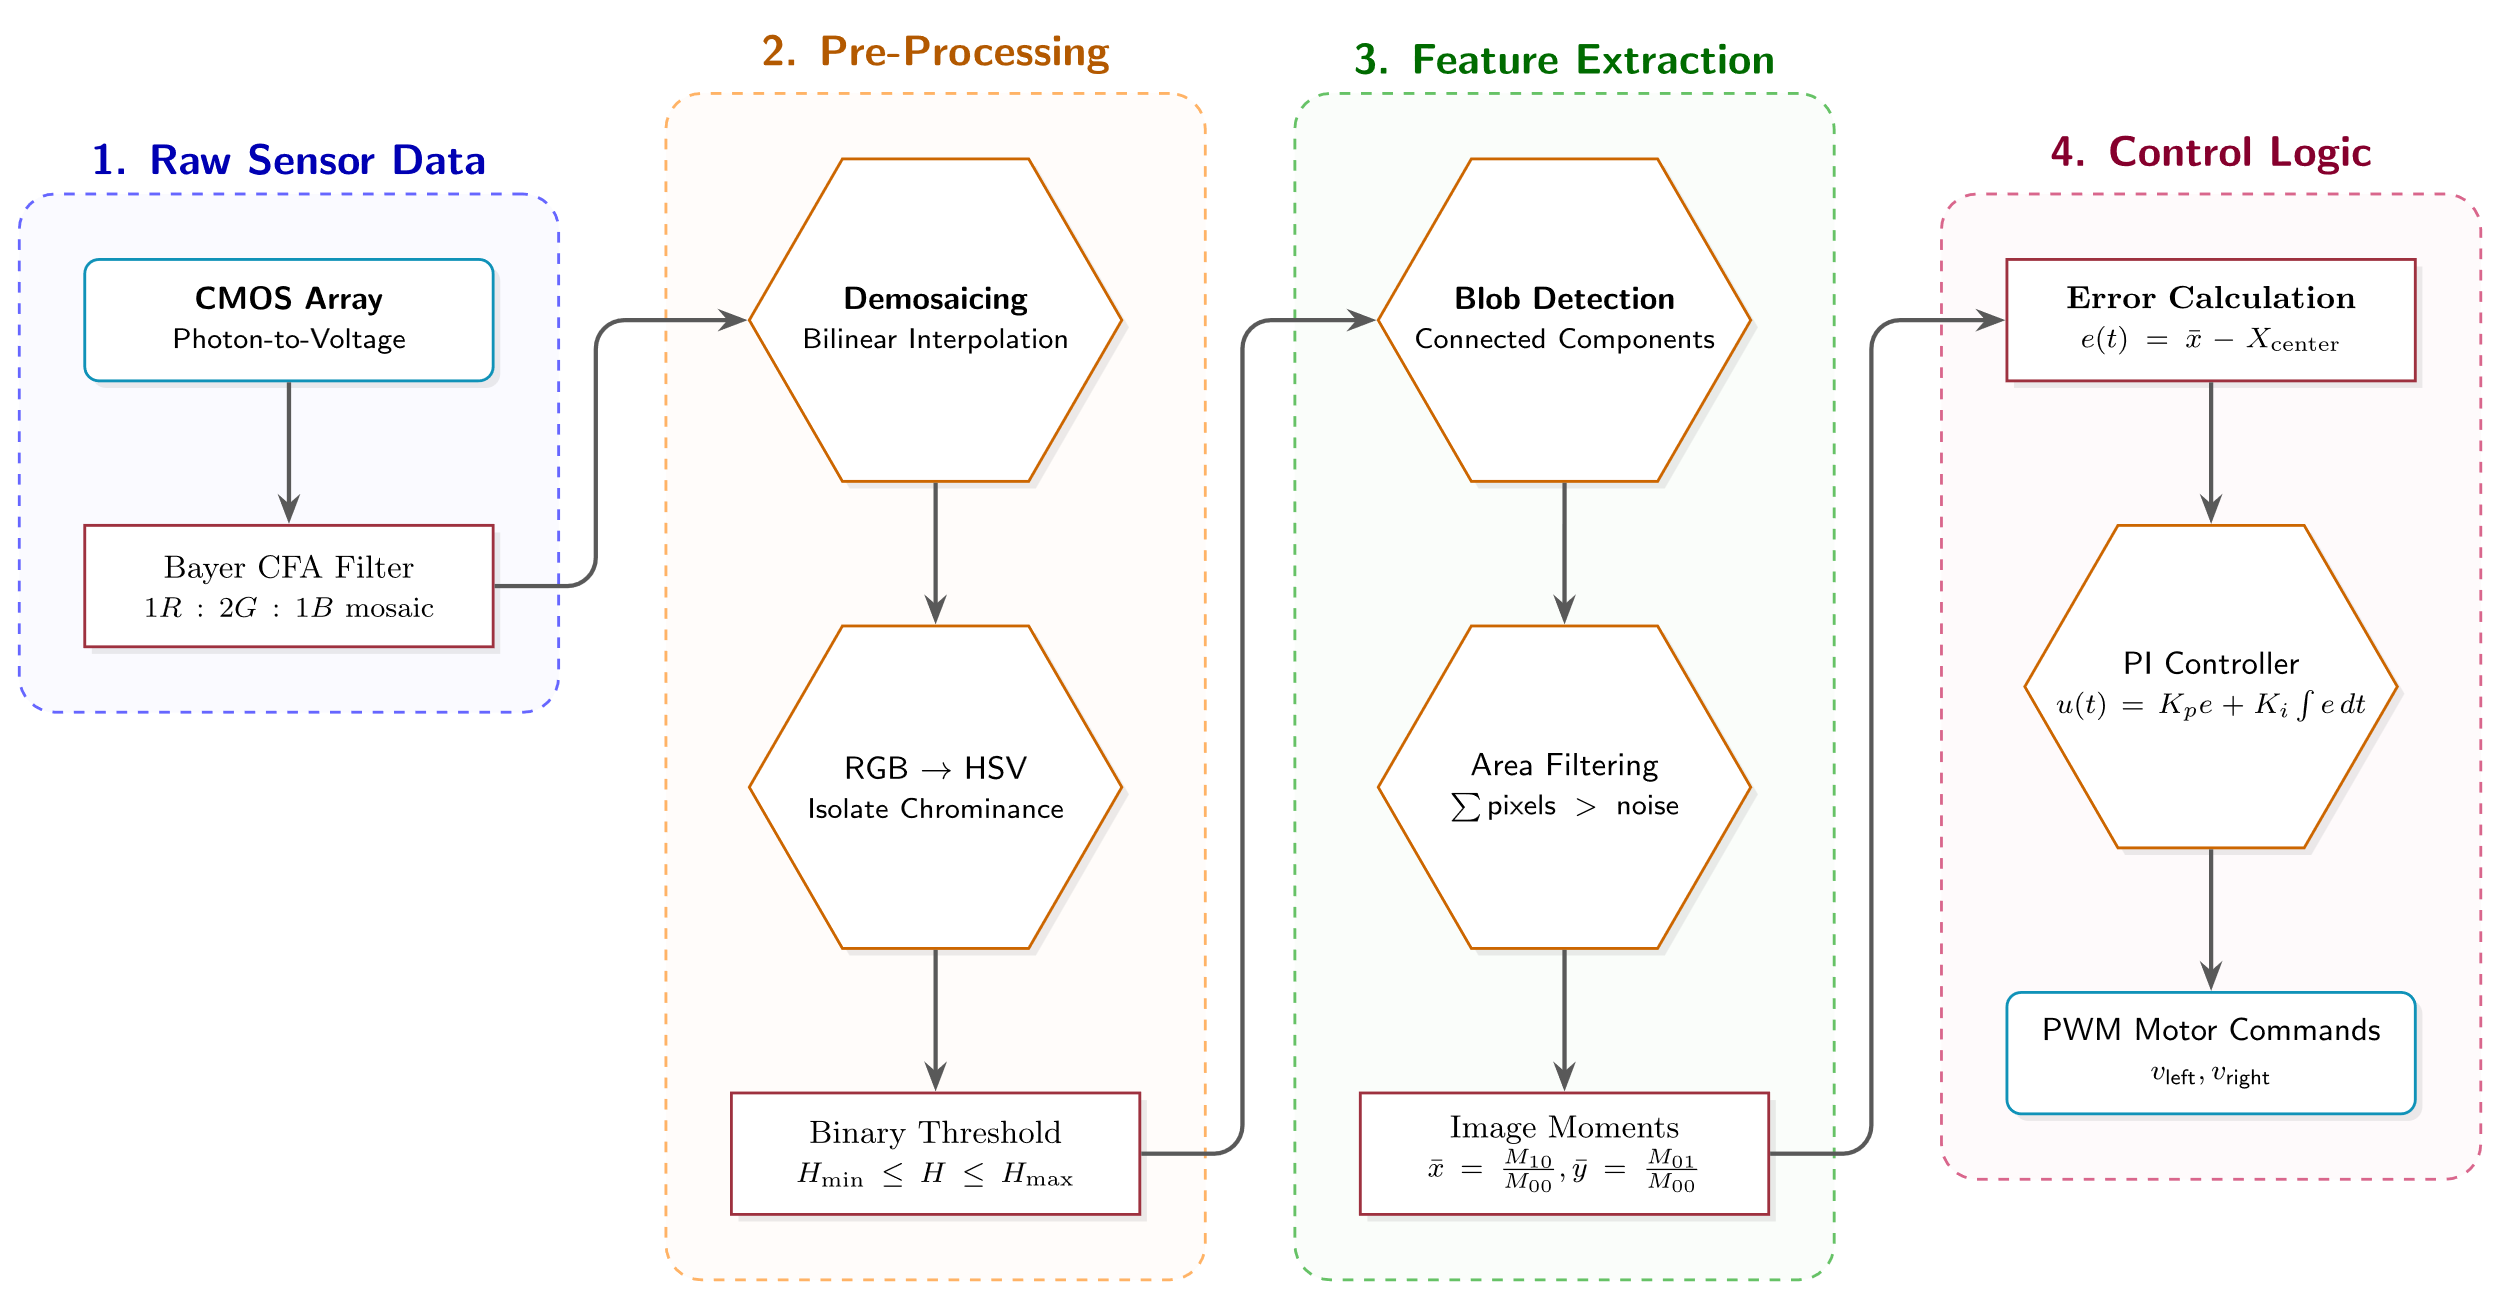 1. Raw Sensor Data
CMOS Array
Photon-to-Voltage
Bayer CFA Filter
1R : 2G : 1B mosaic
2. Pre-Processing
Demosaicing
Bilinear Interpolation
RGB → HSV
Isolate Chrominance
Binary Threshold
H_min ≤ H ≤ H_max
3. Feature Extraction
Blob Detection
Connected Components
Area Filtering
∑ pixels > noise
Image Moments
x̄ = M₁₀/M₀₀, ȳ = M₀₁/M₀₀
4. Control Logic
Error Calculation
e(t) = x̄ − X_center
PI Controller
u(t) = K_p e + K_i ∫ e dt
PWM Motor Commands
v_left, v_right